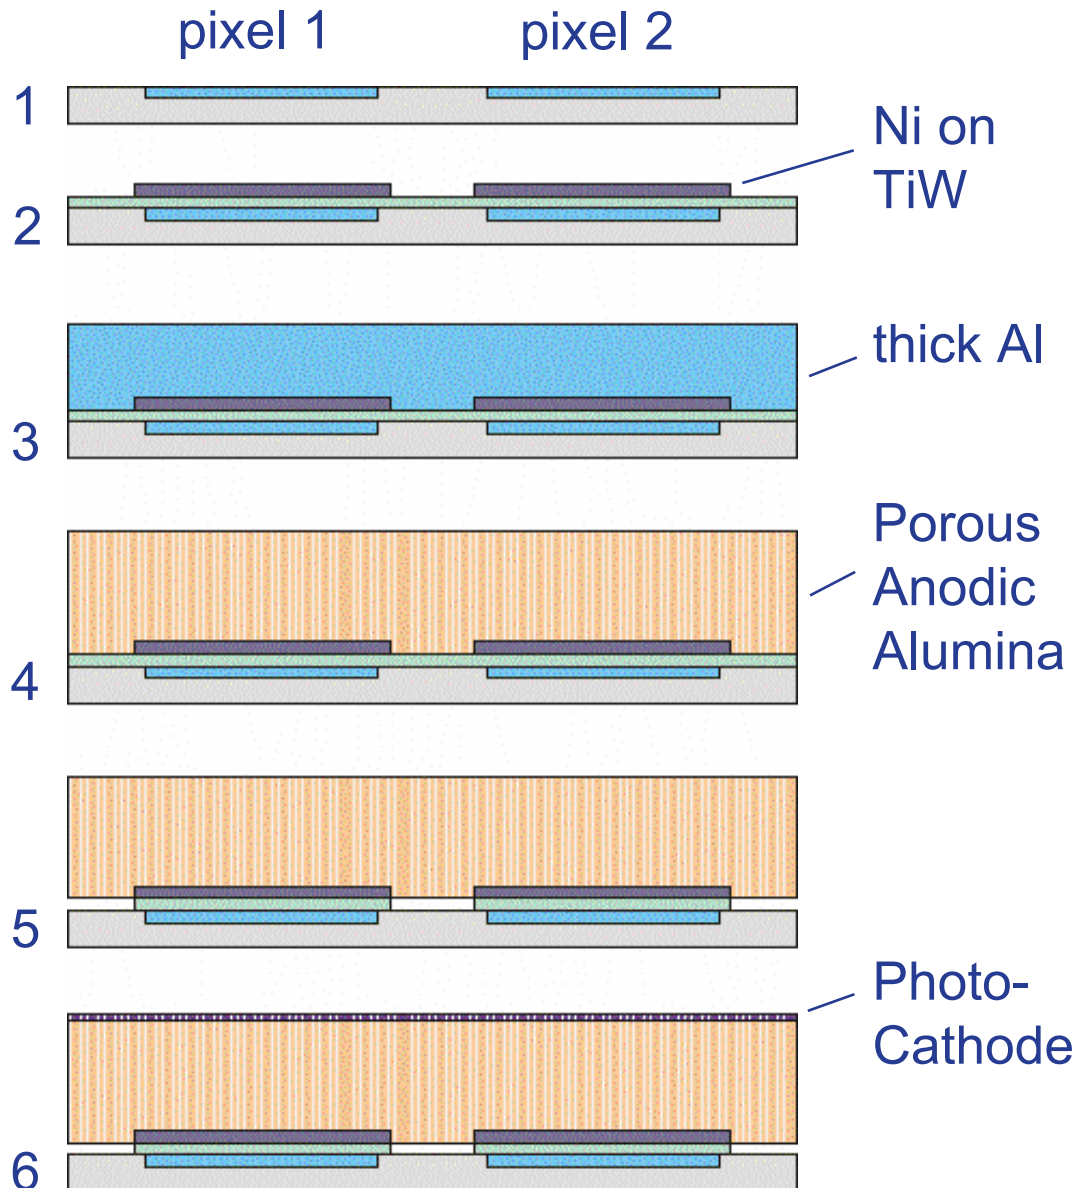 pixel 1 pixel 2
1
Ni on
TiW
2
thick Al
3
Porous
Anodic
Alumina
4
5
Photo-
Cathode
6